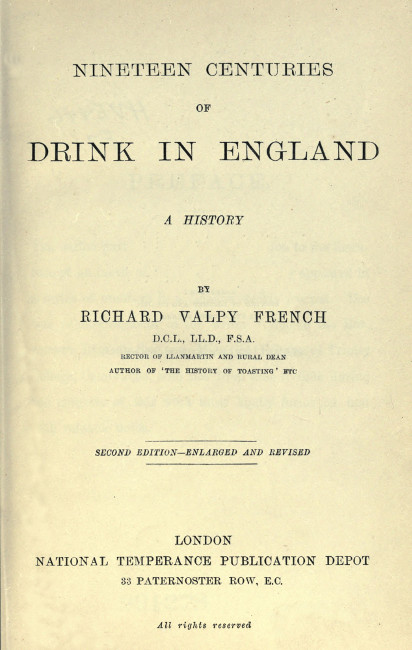 NINETEEN CENTURIES
OF
DRINK IN ENGLAND
A HISTORY
BY
RICHARD VALPY FRENCH
D.C.L., LL.D., F.S.A.
RECTOR OF LLANMARTIN AND RURAL DEAN
AUTHOR OF 'THE HISTORY OF TOASTING' ETC
SECOND EDITION—ENLARGED AND REVISED
LONDON
NATIONAL TEMPERANCE PUBLICATION DEPOT
33 PATERNOSTER ROW, E.C.
All rights reserved